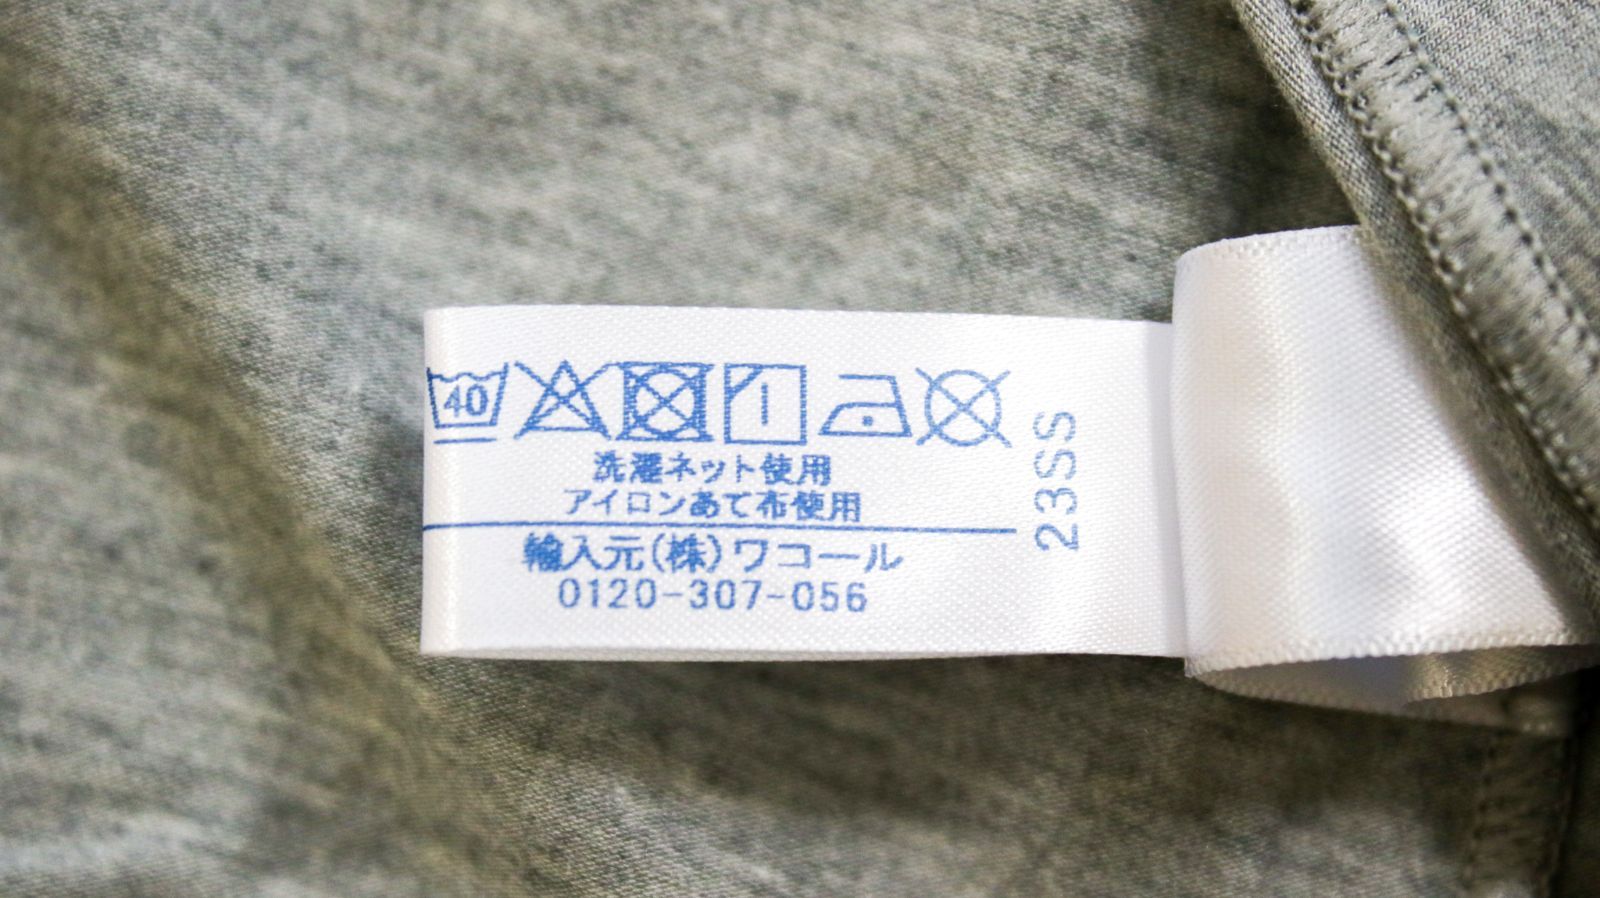 40
洗濯ネット使用
アイロンあて布使用
輸入元(株)ワコール
0120-307-056
23SS